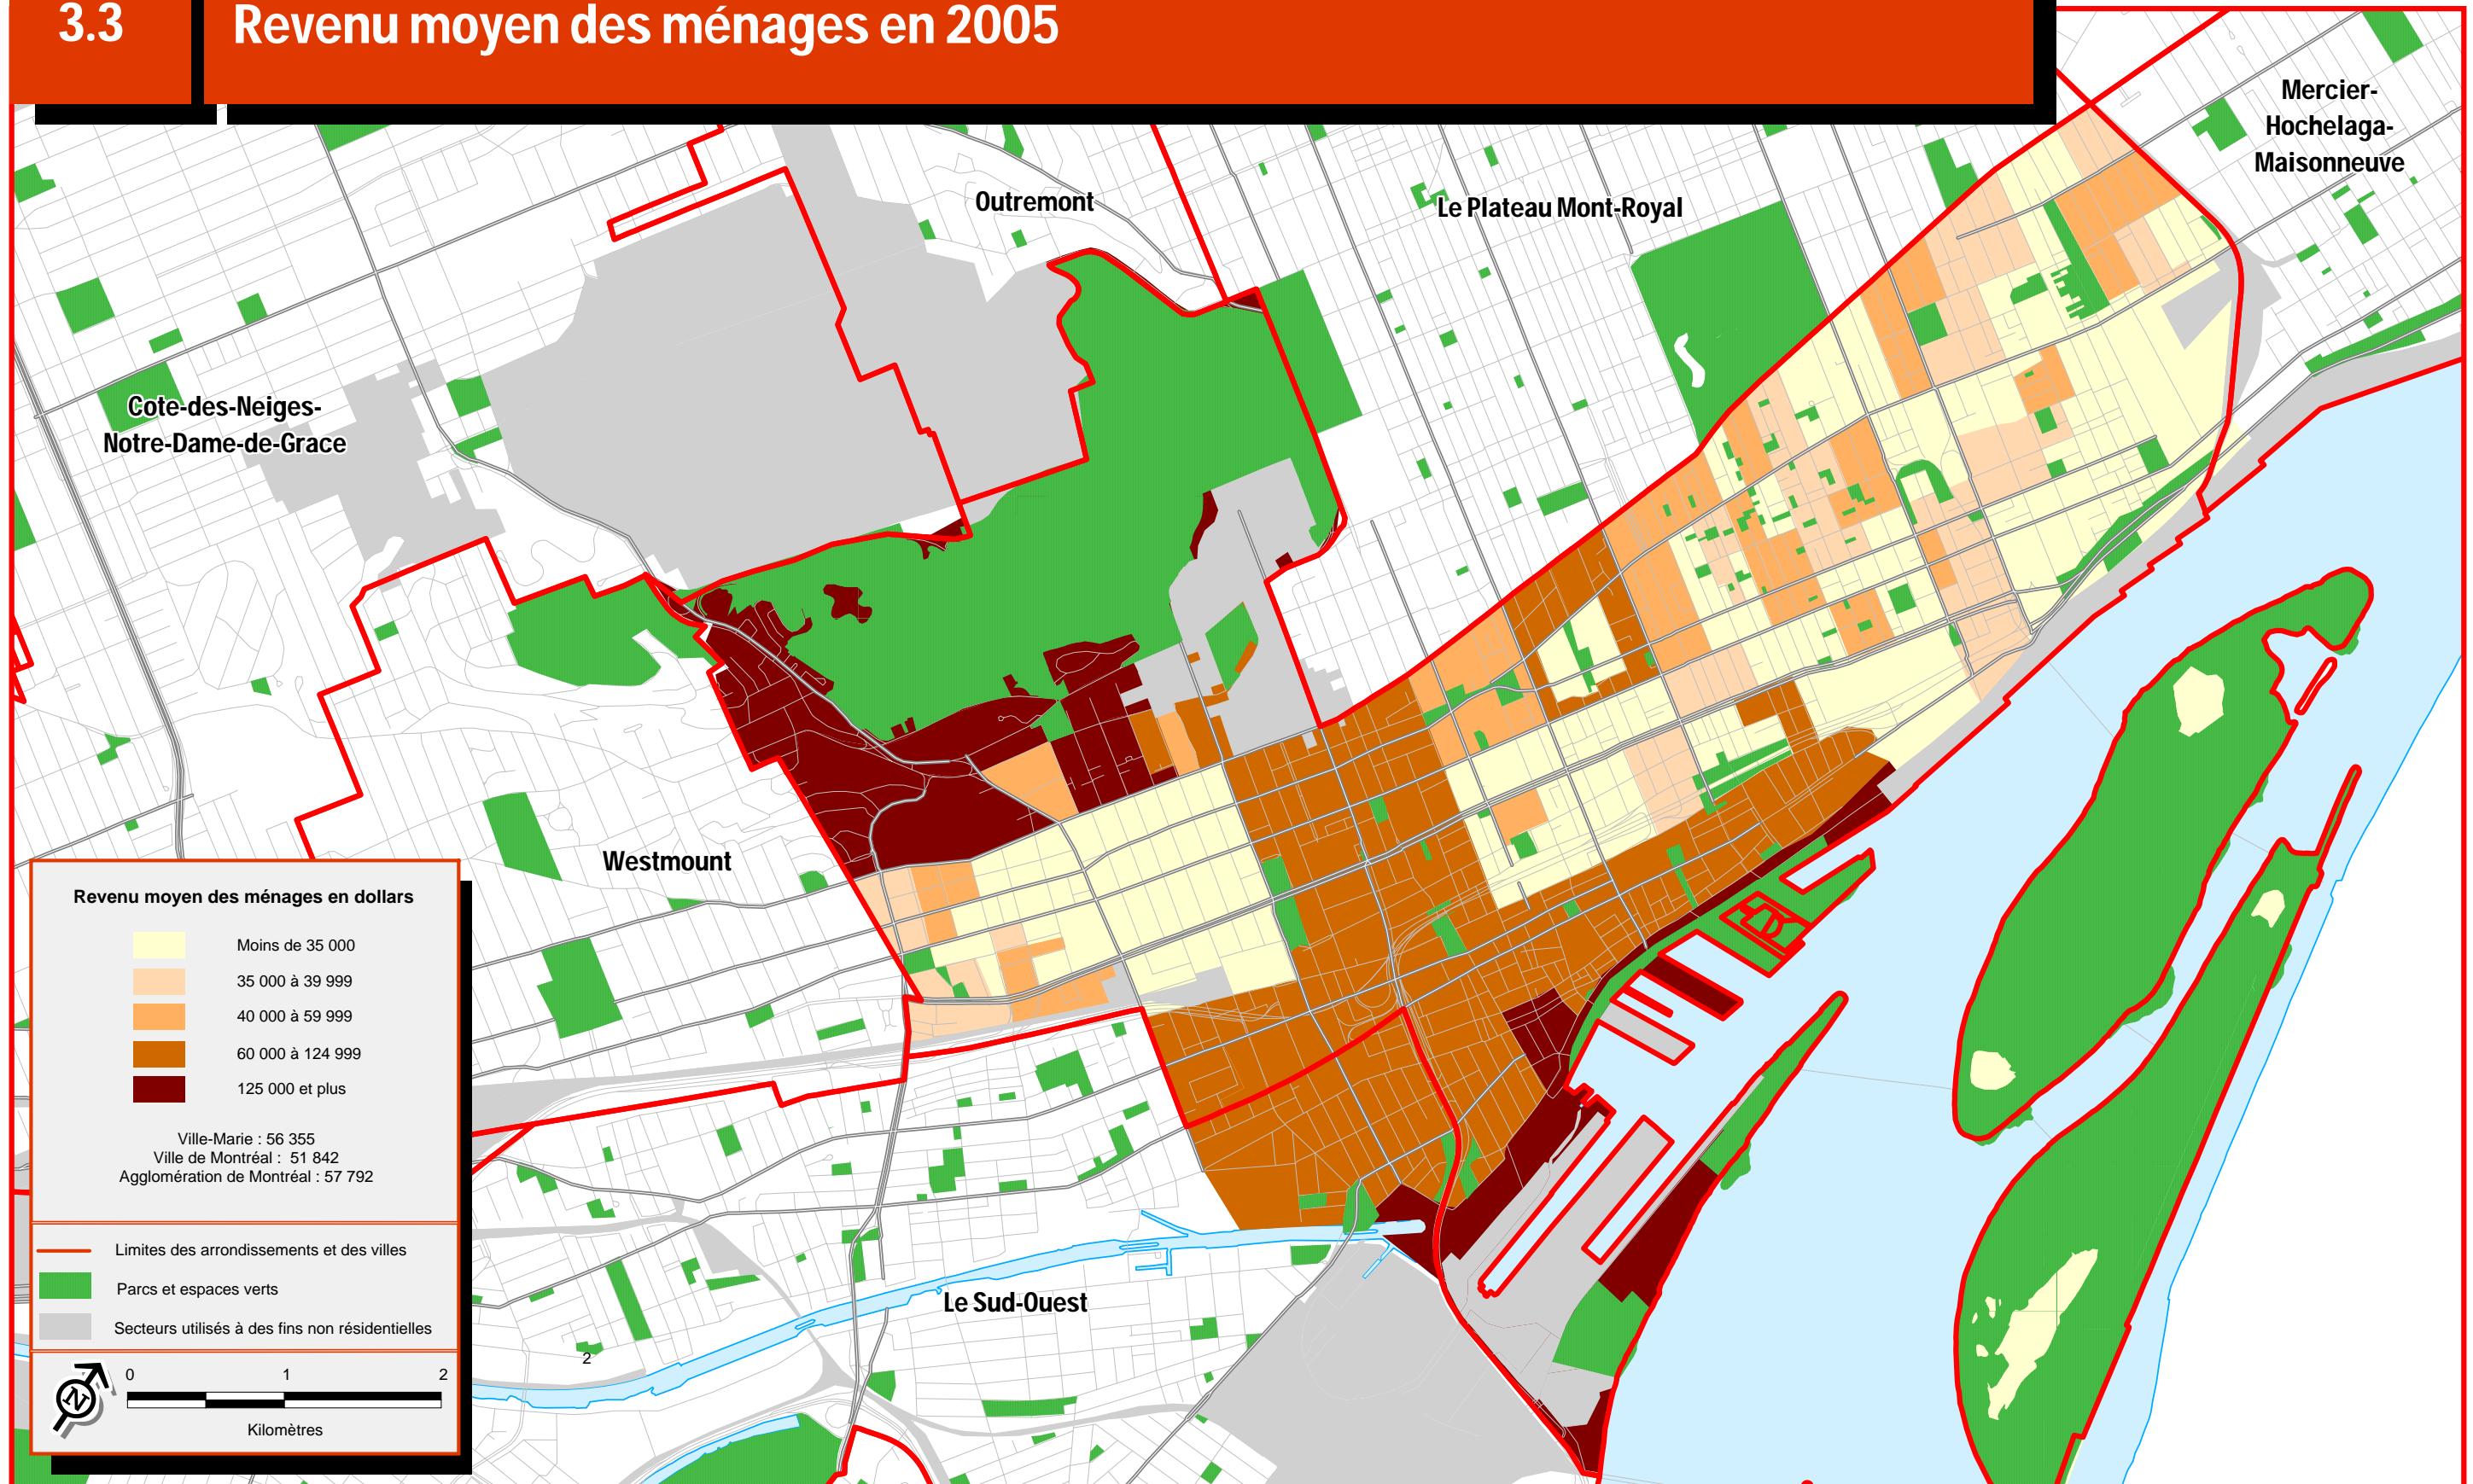 3.3
Revenu moyen des ménages en 2005
Mercier-
Hochelaga-
Maisonneuve
Outremont
Le Plateau Mont-Royal
Cote-des-Neiges-
Notre-Dame-de-Grace
Westmount
Le Sud-Ouest
Revenu moyen des ménages en dollars
Moins de 35 000
35 000 à 39 999
40 000 à 59 999
60 000 à 124 999
125 000 et plus
Ville-Marie : 56 355
Ville de Montréal : 51 842
Agglomération de Montréal : 57 792
Limites des arrondissements et des villes
Parcs et espaces verts
Secteurs utilisés à des fins non résidentielles
N
0 1 2
Kilomètres
2